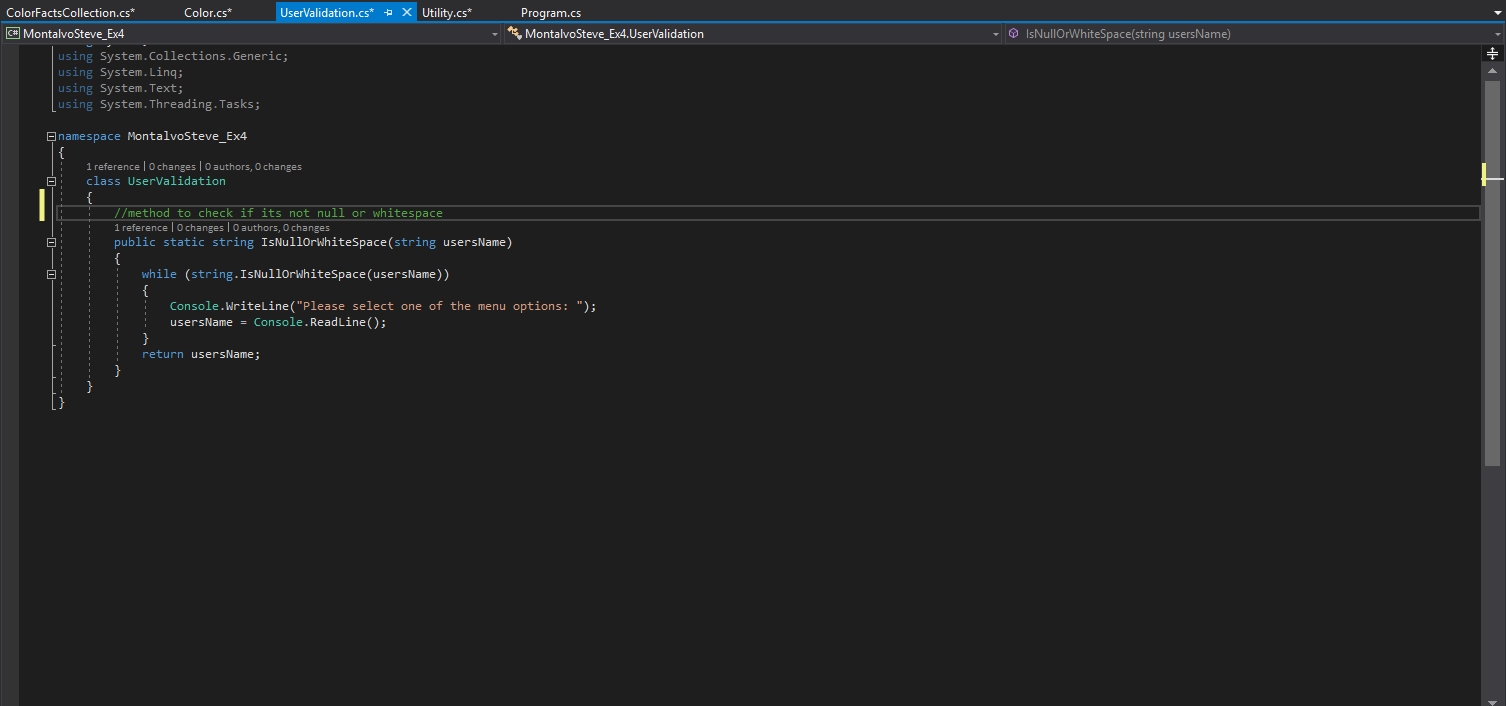 ColorFactsCollection.cs* Color.cs* UserValidation.cs* Utility.cs* Program.cs
C# MontalvoSteve_Ex4 MontalvoSteve_Ex4.UserValidation IsNullOrWhiteSpace(string usersName)
using System.Collections.Generic;
using System.Linq;
using System.Text;
using System.Threading.Tasks;
namespace MontalvoSteve_Ex4
{
1 reference | 0 changes | 0 authors, 0 changes
class UserValidation
{
//method to check if its not null or whitespace
1 reference | 0 changes | 0 authors, 0 changes
public static string IsNullOrWhiteSpace(string usersName)
{
while (string.IsNullOrWhiteSpace(usersName))
{
Console.WriteLine("Please select one of the menu options: ");
usersName = Console.ReadLine();
}
return usersName;
}
}
}